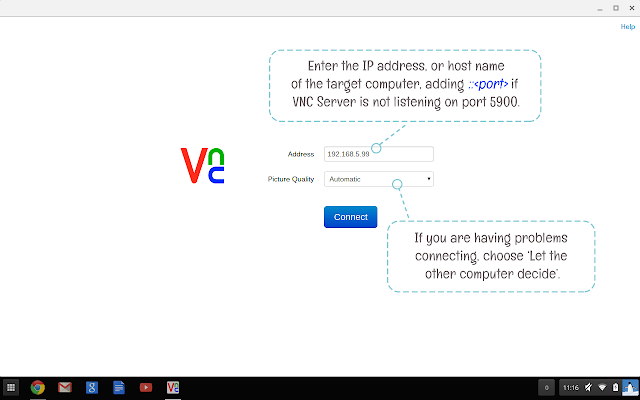 Help
Enter the IP address, or host name
of the target computer, adding ::<port> if
VNC Server is not listening on port 5900.
Address
192.168.5.99
Vnc
Picture Quality
Automatic
Connect
If you are having problems
connecting, choose 'Let the
other computer decide'.
0
11:16